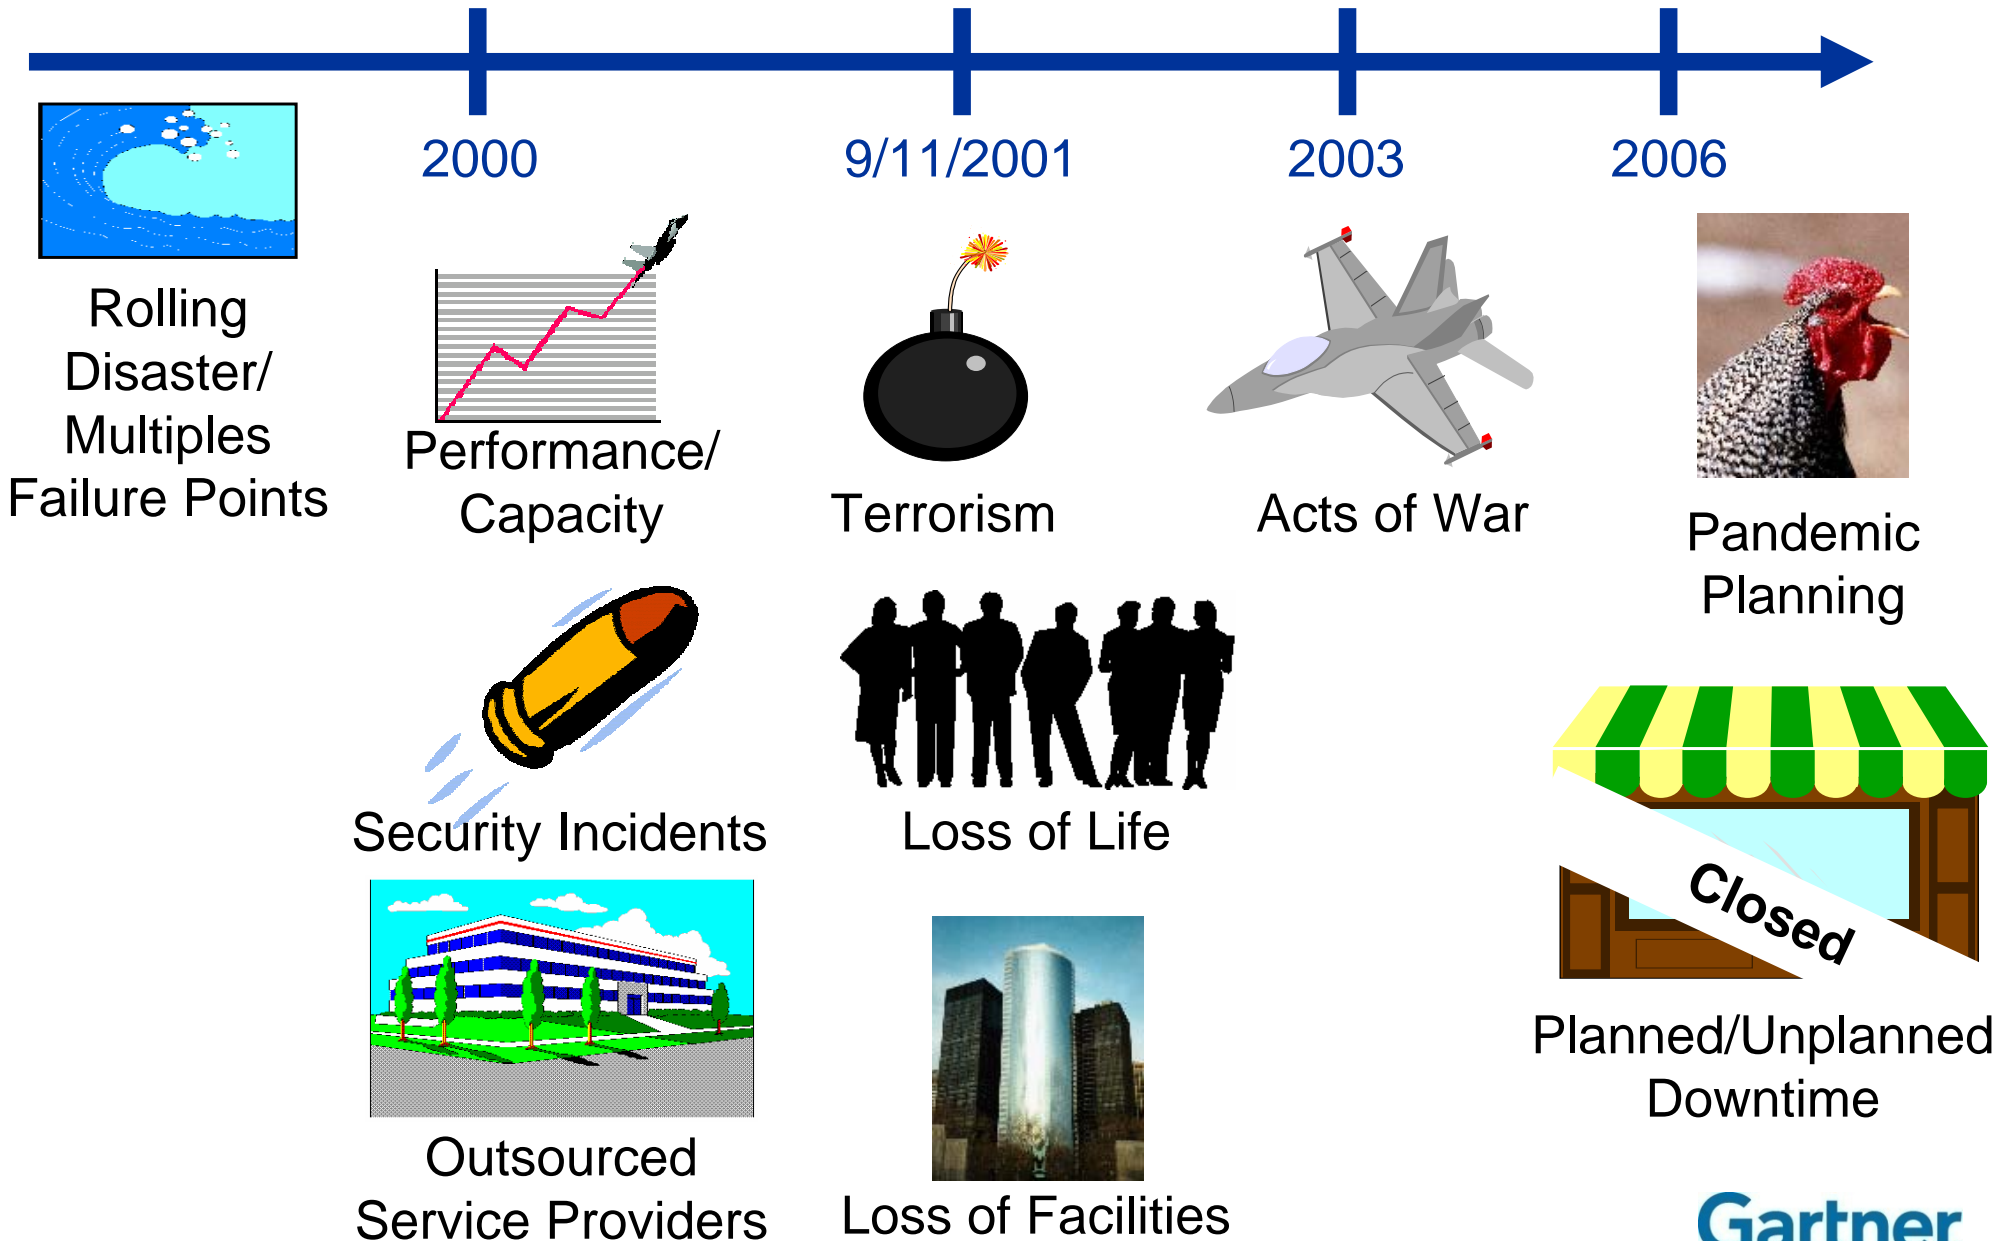 2000
9/11/2001
2003
2006
Rolling
Disaster/
Multiples
Failure Points
Performance/
Capacity
Terrorism
Acts of War
Pandemic
Planning
Security Incidents
Loss of Life
Closed
Planned/Unplanned
Downtime
Outsourced
Service Providers
Loss of Facilities
Gartner